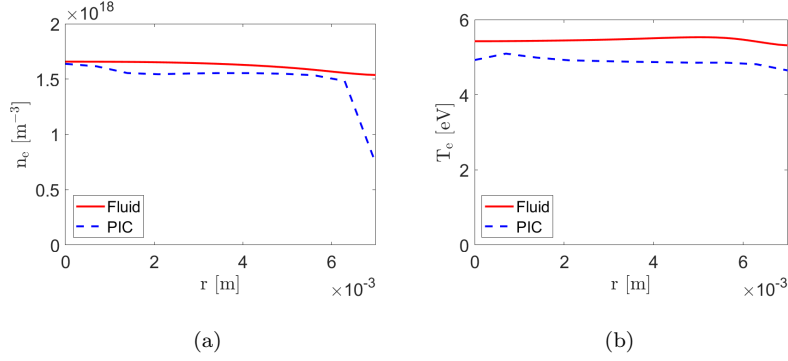 ×10^18
2
1.5
1
0.5
0
n_e [m^−3]
Fluid
PIC
0 2 4 6
r [m]
×10^-3
(a)
6
4
2
0
T_e [eV]
Fluid
PIC
0 2 4 6
r [m]
×10^-3
(b)